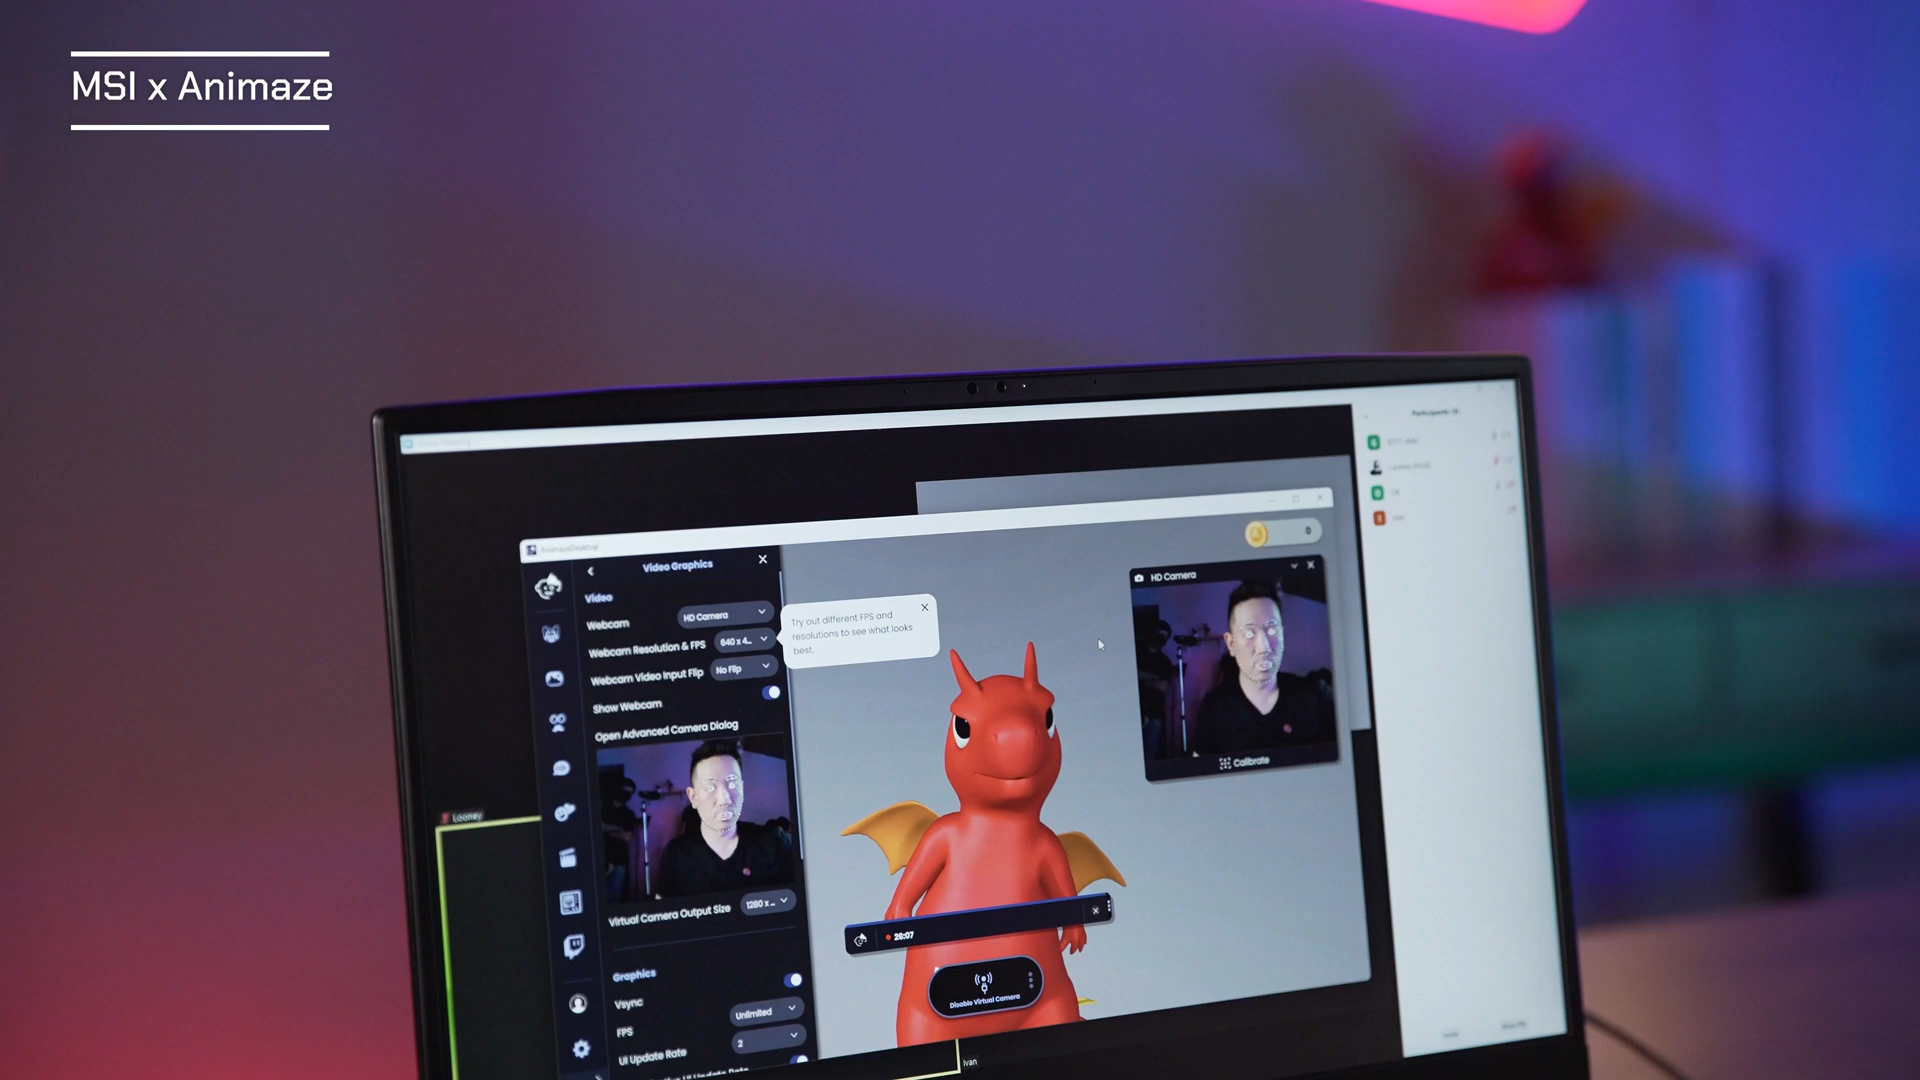 MSI x Animaze
AnimazeDesktop
Video Graphics
Video
Webcam
HD Camera
Webcam Resolution & FPS
640 x 4...
Webcam Video Input Flip
No Flip
Show Webcam
Open Advanced Camera Dialog
Try out different FPS and
resolutions to see what looks
best.
HD Camera
Calibrate
Looney
Virtual Camera Output Size
1280 x ...
26:07
Graphics
Disable Virtual Camera
Vsync
Unlimited
FPS
2
UI Update Rate
Ivan